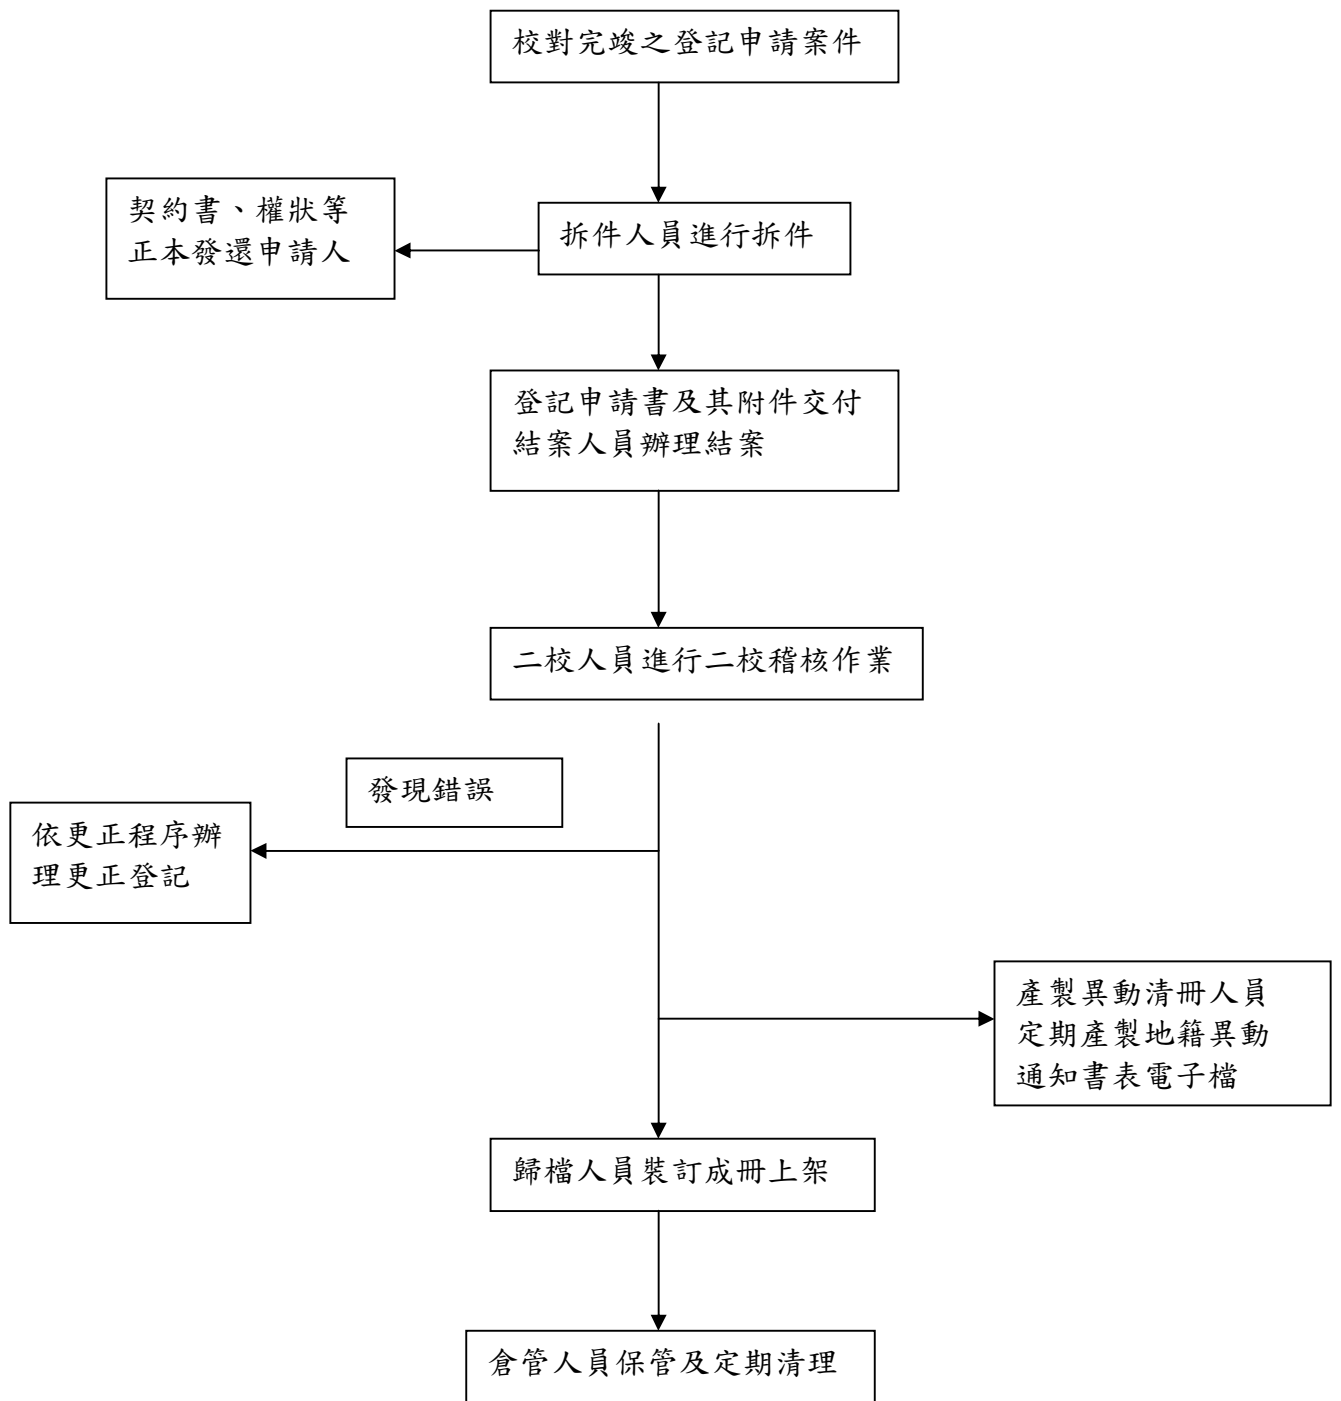 校對完竣之登記申請案件
契約書、權狀等
正本發還申請人
拆件人員進行拆件
登記申請書及其附件交付
結案人員辦理結案
二校人員進行二校稽核作業
發現錯誤
依更正程序辦
理更正登記
產製異動清冊人員
定期產製地籍異動
通知書表電子檔
歸檔人員裝訂成冊上架
倉管人員保管及定期清理